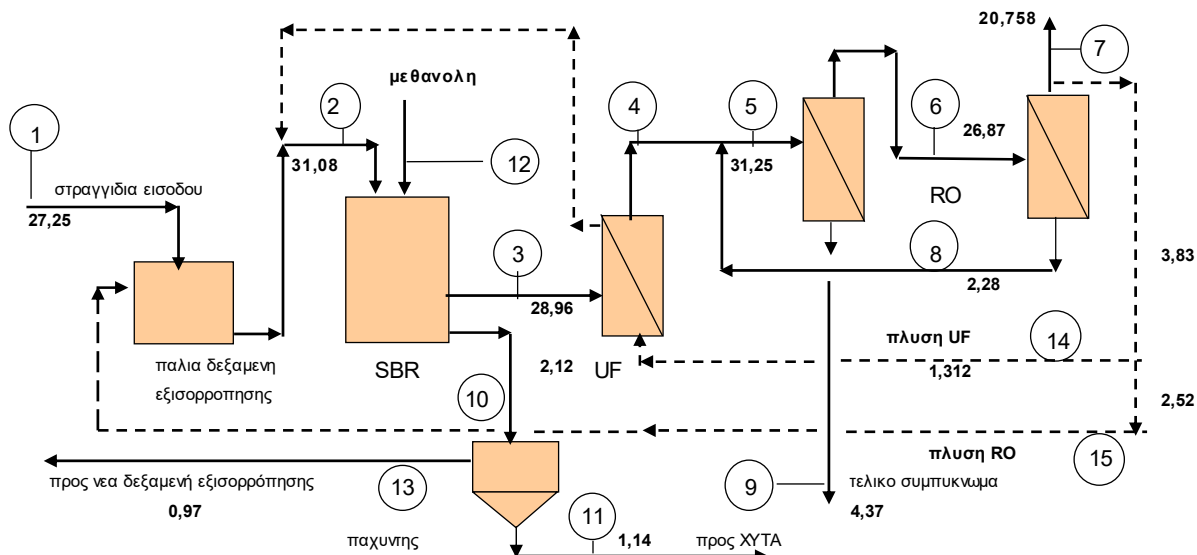 20,758
7
μεθανολη
1
2
4
5
6
26,87
31,08
12
31,25
στραγγιδια εισοδου
27,25
RO
3
8
3,83
28,96
2,28
πλυση UF
14
παλια δεξαμενη
εξισορροπησης
SBR
2,12
UF
1,312
10
2,52
πλυση RO
15
προς νεα δεξαμενή εξισορρόπησης
13
9
τελικο συμπυκνωμα
0,97
4,37
11
παχυντης
1,14
προς ΧΥΤΑ